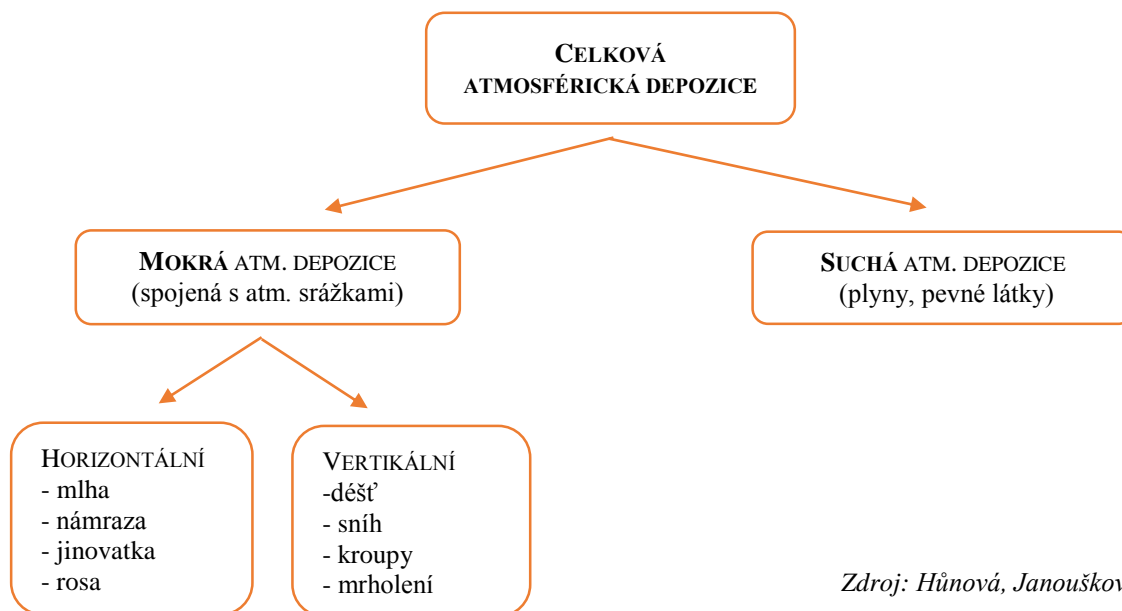 CELKOVÁ
ATMOSFÉRICKÁ DEPOZICE
MOKRÁ ATM. DEPOZICE
(spojená s atm. srážkami)
SUCHÁ ATM. DEPOZICE
(plyny, pevné látky)
HORIZONTÁLNÍ
- mlha
- námraza
- jinovatka
- rosa
VERTIKÁLNÍ
-déšť
- sníh
- kroupy
- mrholení
Zdroj: Hůnová, Janouškov